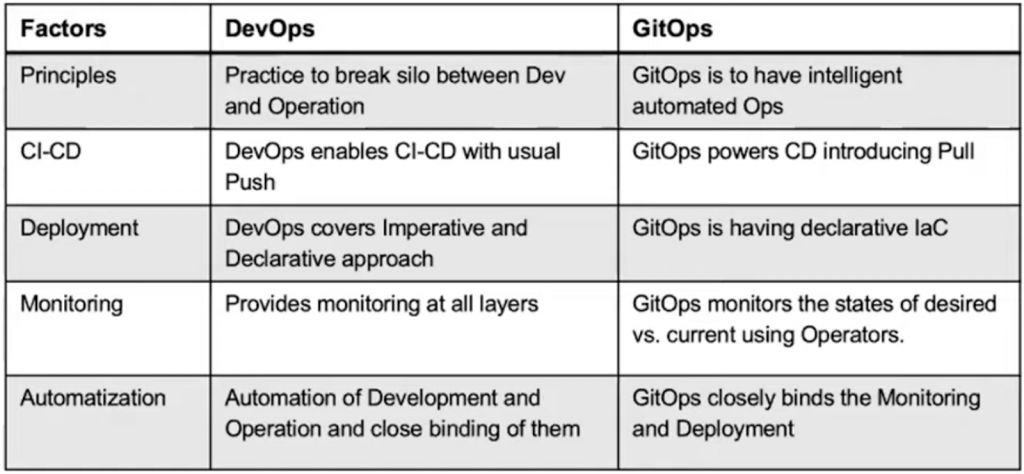 Factors DevOps GitOps
Principles Practice to break silo between Dev GitOps is to have intelligent
and Operation automated Ops
CI-CD DevOps enables CI-CD with usual GitOps powers CD introducing Pull
Push
Deployment DevOps covers Imperative and GitOps is having declarative IaC
Declarative approach
Monitoring Provides monitoring at all layers GitOps monitors the states of desired
vs. current using Operators.
Automatization Automation of Development and GitOps closely binds the Monitoring
Operation and close binding of them and Deployment